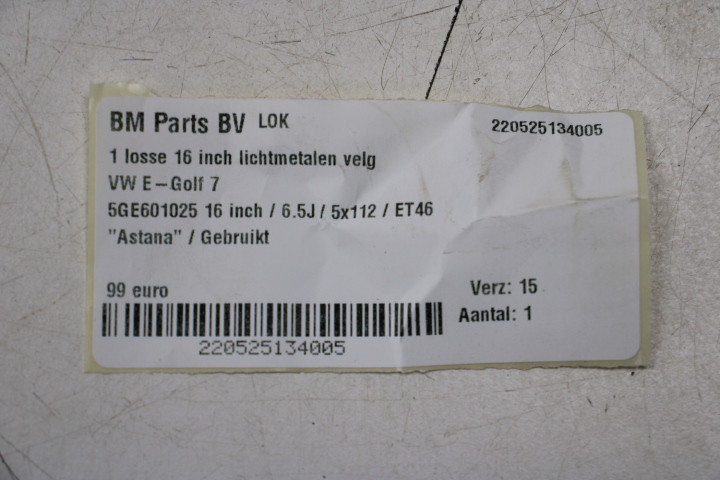 BM Parts BV LOK 220525134005
1 losse 16 inch lichtmetalen velg
VW E-Golf 7
5GE601025 16 inch / 6.5J / 5x112 / ET46
"Astana" / Gebruikt
99 euro Verz: 15
Aantal: 1
220525134005